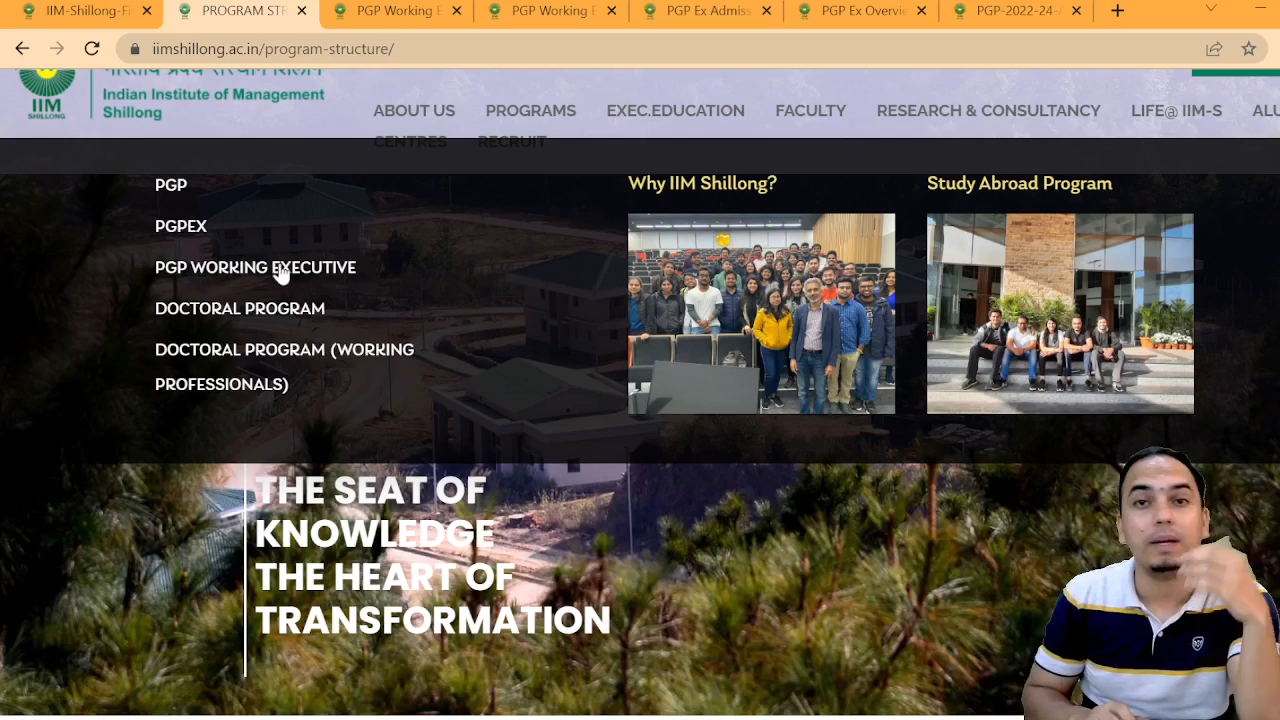 IIM-Shillong-Fi
PROGRAM STR
PGP Working E
PGP Working E
PGP Ex Admiss
PGP Ex Overvie
PGP-2022-24-
iimshillong.ac.in/program-structure/
भारतीय प्रबंध संस्थान शिलांग
Indian Institute of Management
Shillong
IIM
SHILLONG
ABOUT US
PROGRAMS
EXEC.EDUCATION
FACULTY
RESEARCH & CONSULTANCY
LIFE@ IIM-S
ALU
CENTRES
RECRUIT
PGP
PGPEX
PGP WORKING EXECUTIVE
DOCTORAL PROGRAM
DOCTORAL PROGRAM (WORKING
PROFESSIONALS)
Why IIM Shillong?
Study Abroad Program
THE SEAT OF
KNOWLEDGE
THE HEART OF
TRANSFORMATION